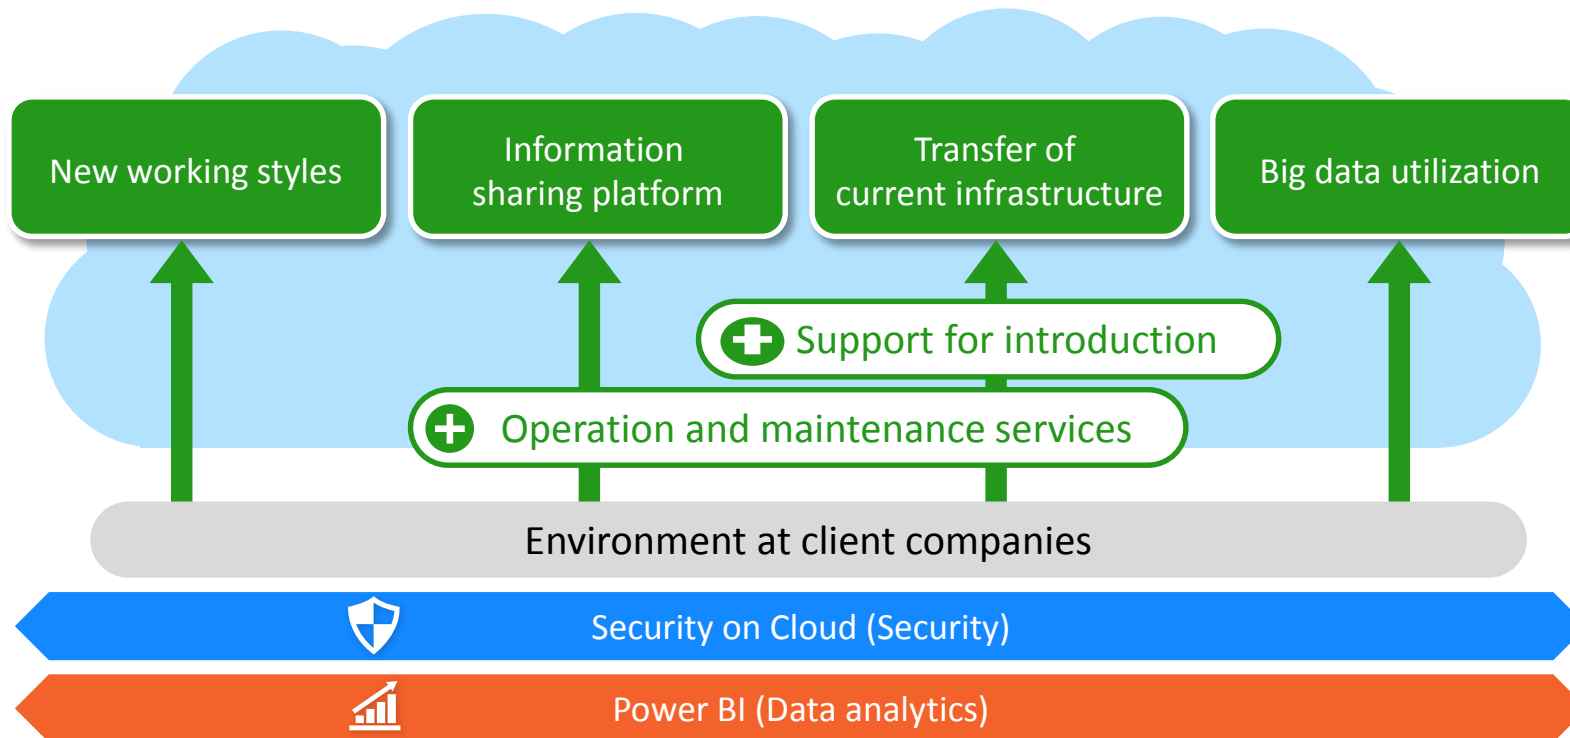 New working styles
Information
sharing platform
Transfer of
current infrastructure
Big data utilization
Support for introduction
Operation and maintenance services
Environment at client companies
Security on Cloud (Security)
Power BI (Data analytics)